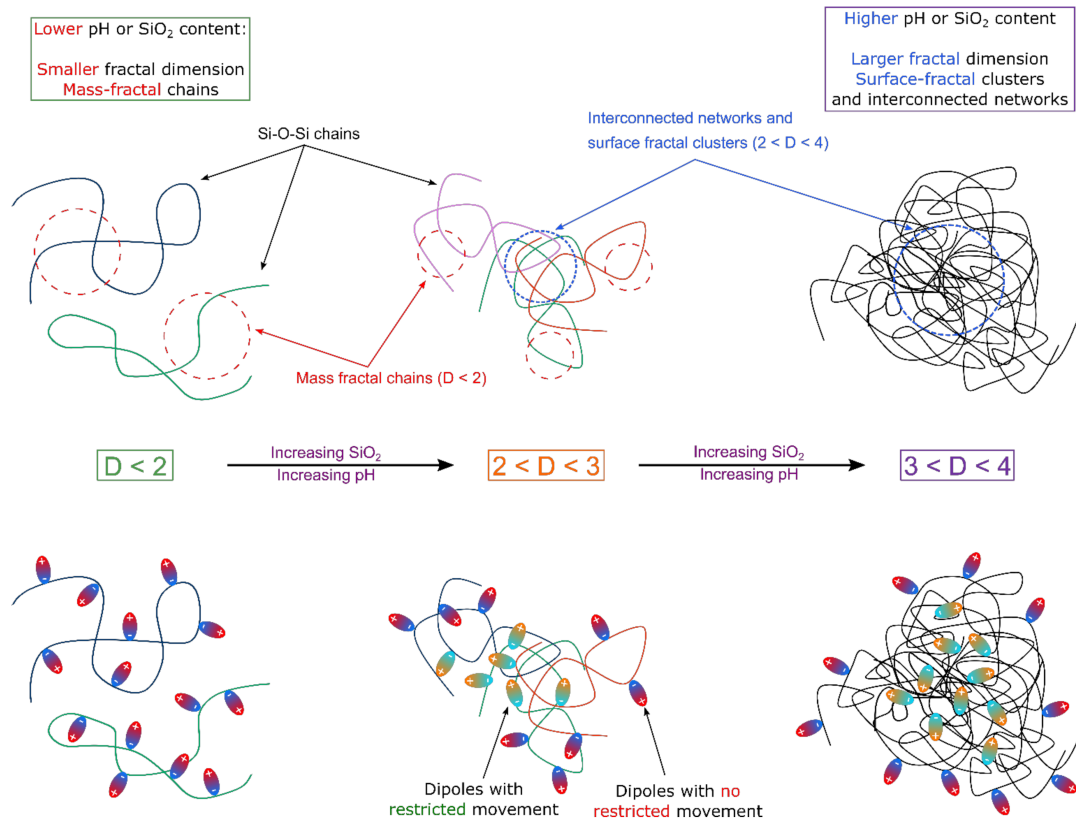 Lower pH or SiO₂ content:
Smaller fractal dimension
Mass-fractal chains
Higher pH or SiO₂ content
Larger fractal dimension
Surface-fractal clusters
and interconnected networks
Si-O-Si chains
Interconnected networks and
surface fractal clusters (2 < D < 4)
Mass fractal chains (D < 2)
D < 2
Increasing SiO₂
Increasing pH
2 < D < 3
Increasing SiO₂
Increasing pH
3 < D < 4
Dipoles with
restricted movement
Dipoles with no
restricted movement